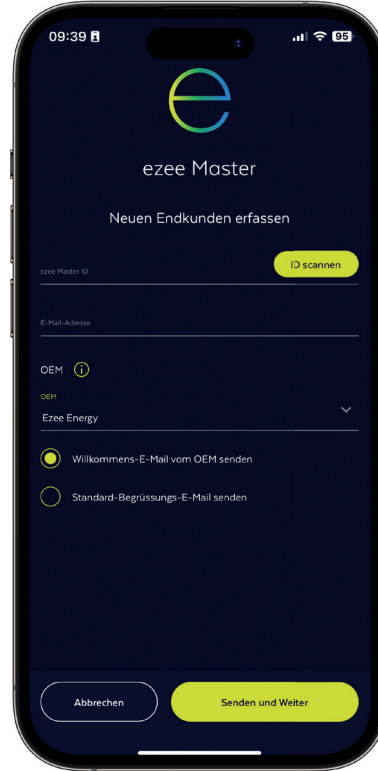 09:39
95
ezee Master
Neuen Endkunden erfassen
ID scannen
ezee Master ID
E-Mail-Adresse
OEM
OEM
Ezee Energy
Willkommens-E-Mail vom OEM senden
Standard-Begrüssungs-E-Mail senden
Abbrechen
Senden und Weiter